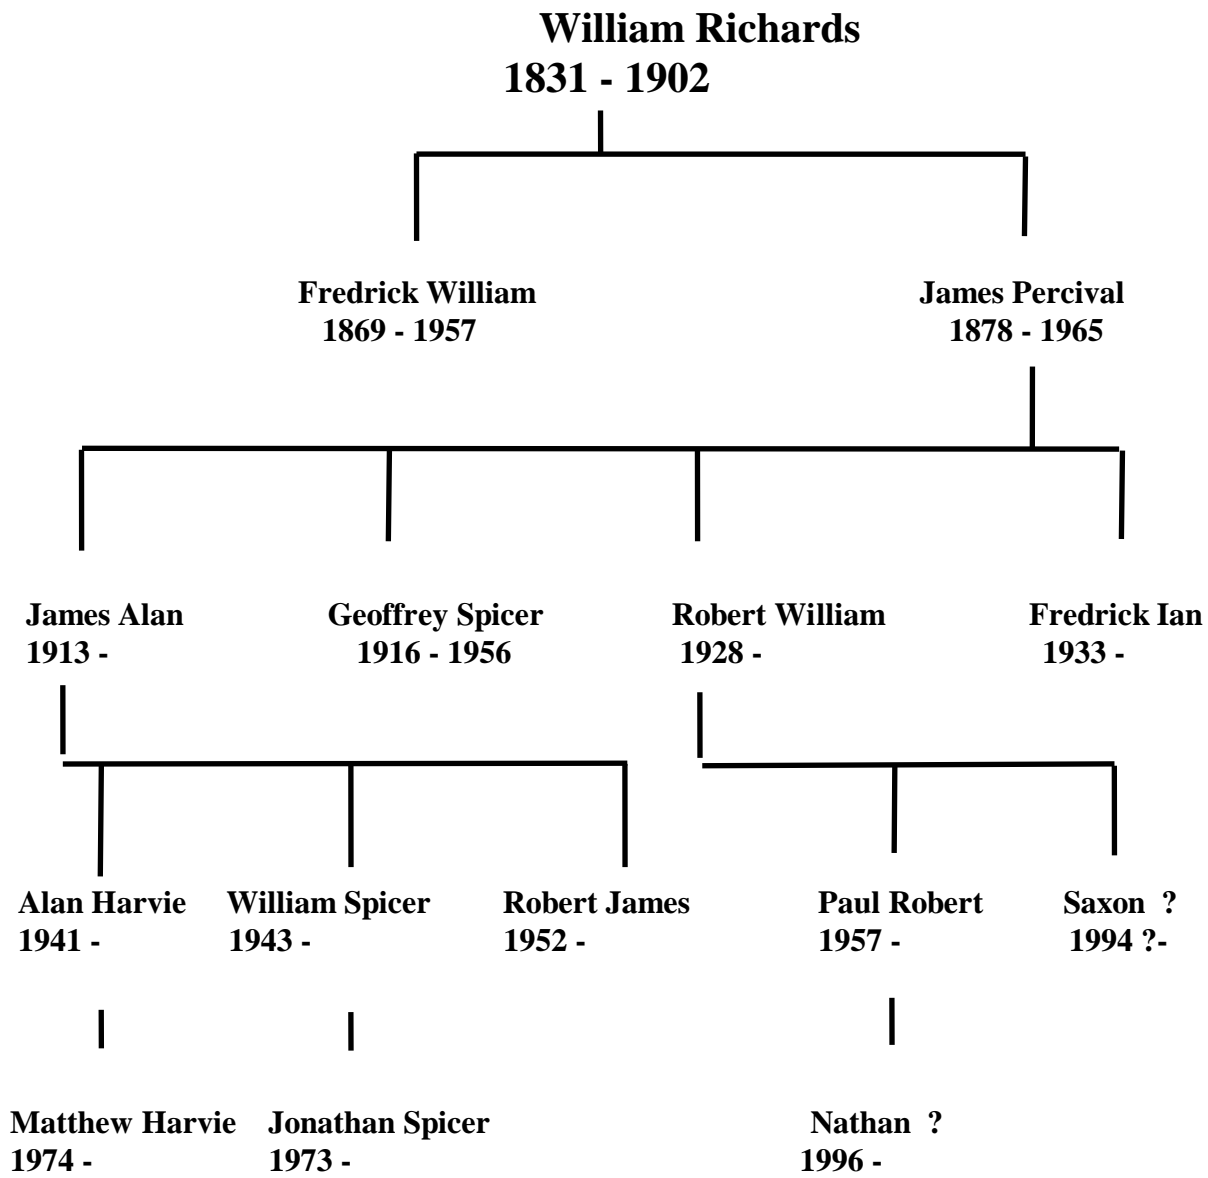 William Richards
1831 - 1902
Fredrick William
1869 - 1957
James Percival
1878 - 1965
James Alan
1913 -
Geoffrey Spicer
1916 - 1956
Robert William
1928 -
Fredrick Ian
1933 -
Alan Harvie
1941 -
William Spicer
1943 -
Robert James
1952 -
Paul Robert
1957 -
Saxon ?
1994 ?-
Matthew Harvie
1974 -
Jonathan Spicer
1973 -
Nathan ?
1996 -